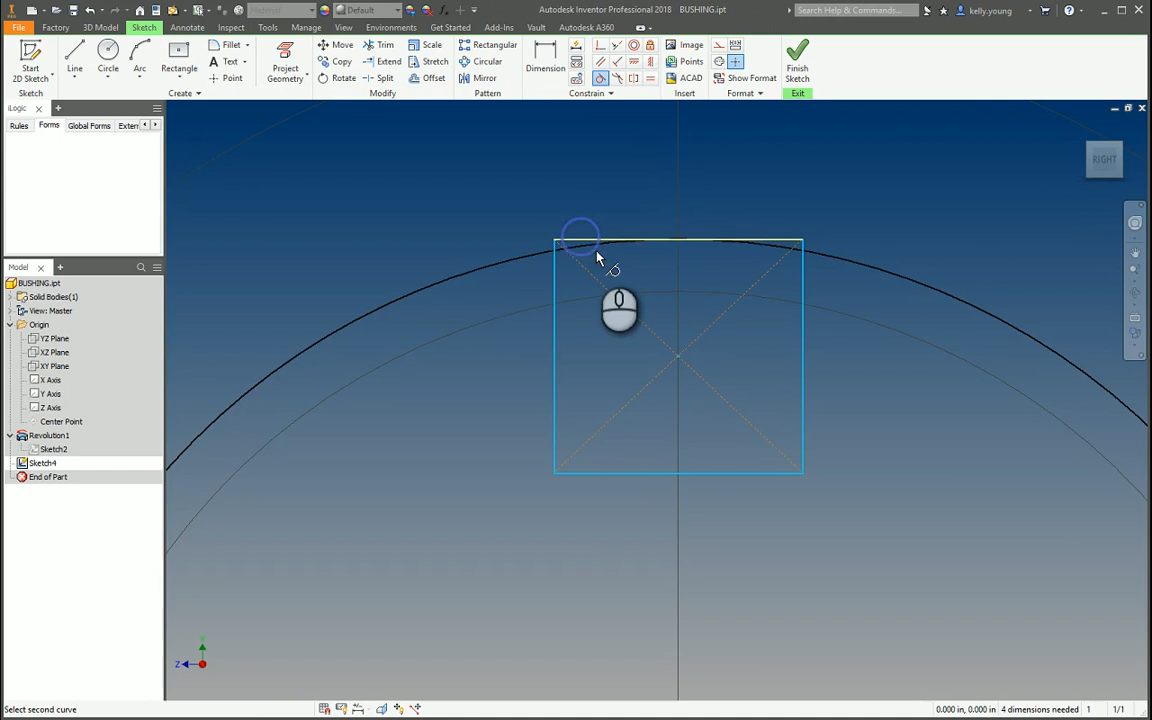 Material
Default
Autodesk Inventor Professional 2018 BUSHING.ipt
Search Help & Commands...
kelly.young
File Factory 3D Model Sketch Annotate Inspect Tools Manage View Environments Get Started Add-Ins Vault Autodesk A360
Start
2D Sketch
Line
Circle
Arc
Rectangle
Fillet
Text
Point
Project
Geometry
Move Trim Scale
Copy Extend Stretch
Rotate Split Offset
Rectangular
Circular
Mirror
Dimension
Image
Points
ACAD
Show Format
Finish
Sketch
Sketch Create Modify Pattern Constrain Insert Format Exit
iLogic
Rules Forms Global Forms Extern
Model
BUSHING.ipt
Solid Bodies(1)
View: Master
Origin
YZ Plane
XZ Plane
XY Plane
X Axis
Y Axis
Z Axis
Center Point
Revolution1
Sketch2
Sketch4
End of Part
RIGHT
Y
Z
Select second curve
0.000 in, 0.000 in 4 dimensions needed 1 1/1